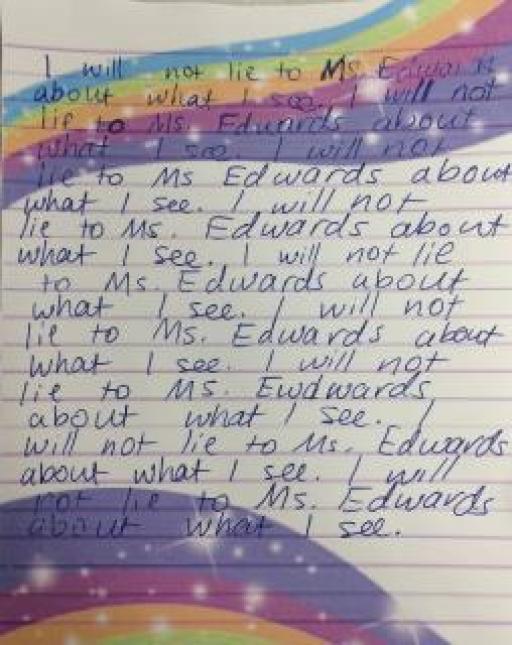 I will not lie to Ms. Edwards
about what I see. I will not
lie to Ms. Edwards about
what I see. I will not
lie to Ms Edwards about
what I see. I will not
lie to Ms. Edwards about
what I see. I will not lie
to Ms. Edwards about
what I see. I will not
lie to Ms. Edwards about
what I see. I will not
lie to Ms. Ewdwards
about what I see. I
will not lie to Ms. Edwards
about what I see. I will
not lie to Ms. Edwards
about what I see.